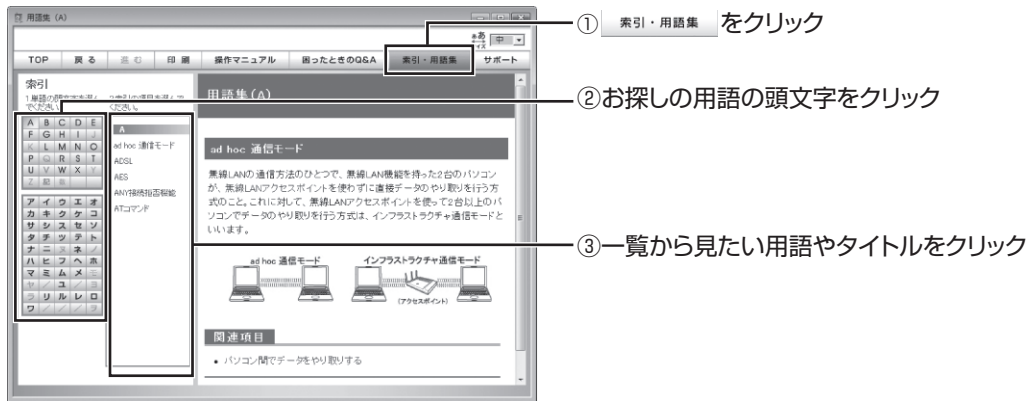 用語集（A）
文字サイズ 中
TOP 戻る 進む 印刷 操作マニュアル 困ったときのQ&A 索引・用語集 サポート
① 索引・用語集 をクリック
索引
用語集（A）
②お探しの用語の頭文字をクリック
A B C D E
F G H I J
K L M N O
P Q R S T
U V W X Y
Z 記 数
ア イ ウ エ オ
カ キ ク ケ コ
サ シ ス セ ソ
タ チ ツ テ ト
ナ ニ ヌ ネ ノ
ハ ヒ フ ヘ ホ
マ ミ ム メ モ
ヤ ／ ユ ／ ヨ
ラ リ ル レ ロ
ワ ／ ／ ／ ヲ
A
ad hoc 通信モード
ADSL
AES
ANY接続拒否機能
ATコマンド
ad hoc 通信モード
無線LANの通信方法のひとつで、無線LAN機能を持った2台のパソコン
が、無線LANアクセスポイントを使わずに直接データのやり取りを行う方
式のこと。これに対して、無線LANアクセスポイントを使って2台以上のパ
ソコンでデータのやり取りを行う方式は、インフラストラクチャ通信モードと
いいます。
③一覧から見たい用語やタイトルをクリック
ad hoc 通信モード インフラストラクチャ通信モード
(アクセスポイント)
関連項目
• パソコン間でデータをやり取りする